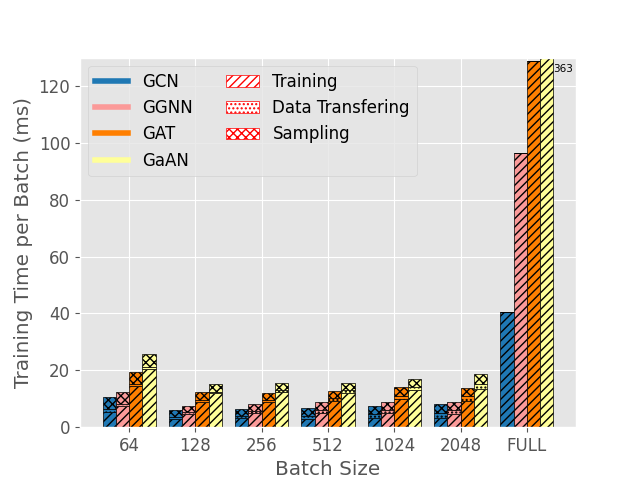 363
GCN
GGNN
GAT
GaAN
Training
Data Transfering
Sampling
Training Time per Batch (ms)
120
100
80
60
40
20
0
64 128 256 512 1024 2048 FULL
Batch Size